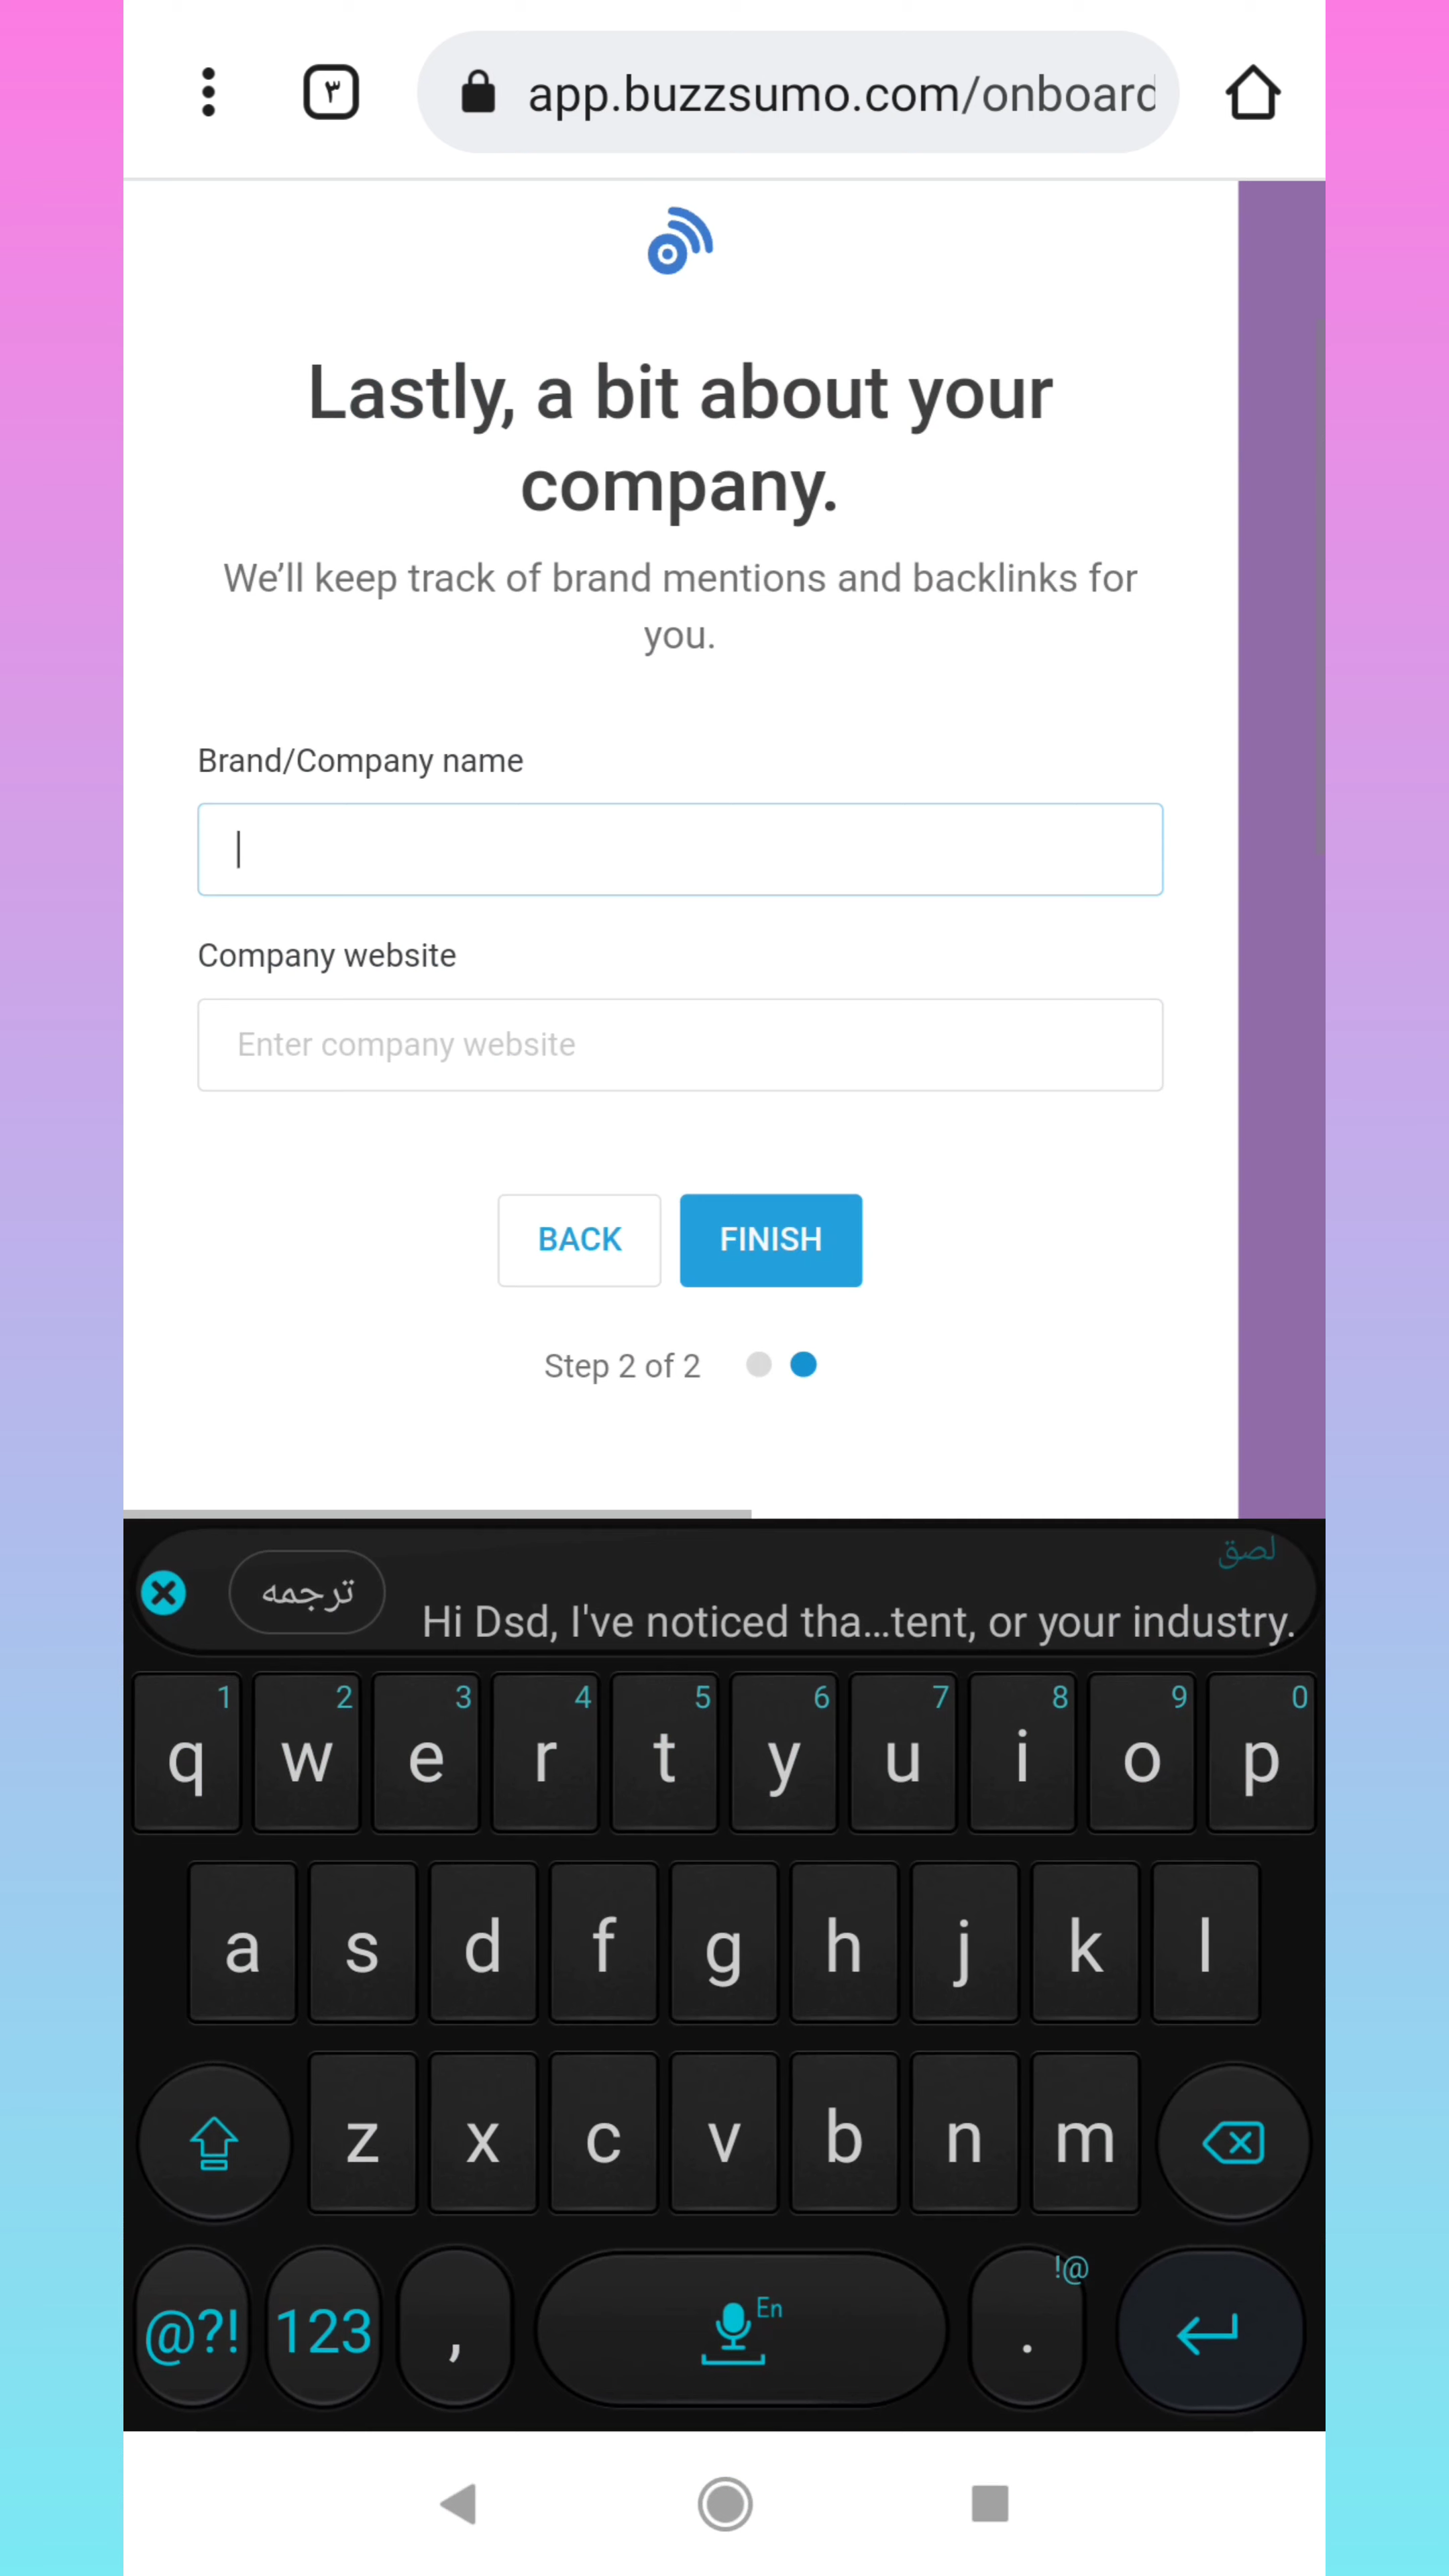 ۳
app.buzzsumo.com/onboard
Lastly, a bit about your
company.
We’ll keep track of brand mentions and backlinks for
you.
Brand/Company name
Company website
Enter company website
BACK FINISH
Step 2 of 2
لصق
ترجمه
Hi Dsd, I've noticed tha...tent, or your industry.
1 2 3 4 5 6 7 8 9 0
q w e r t y u i o p
a s d f g h j k l
z x c v b n m
!@
En
@?! 123 , .